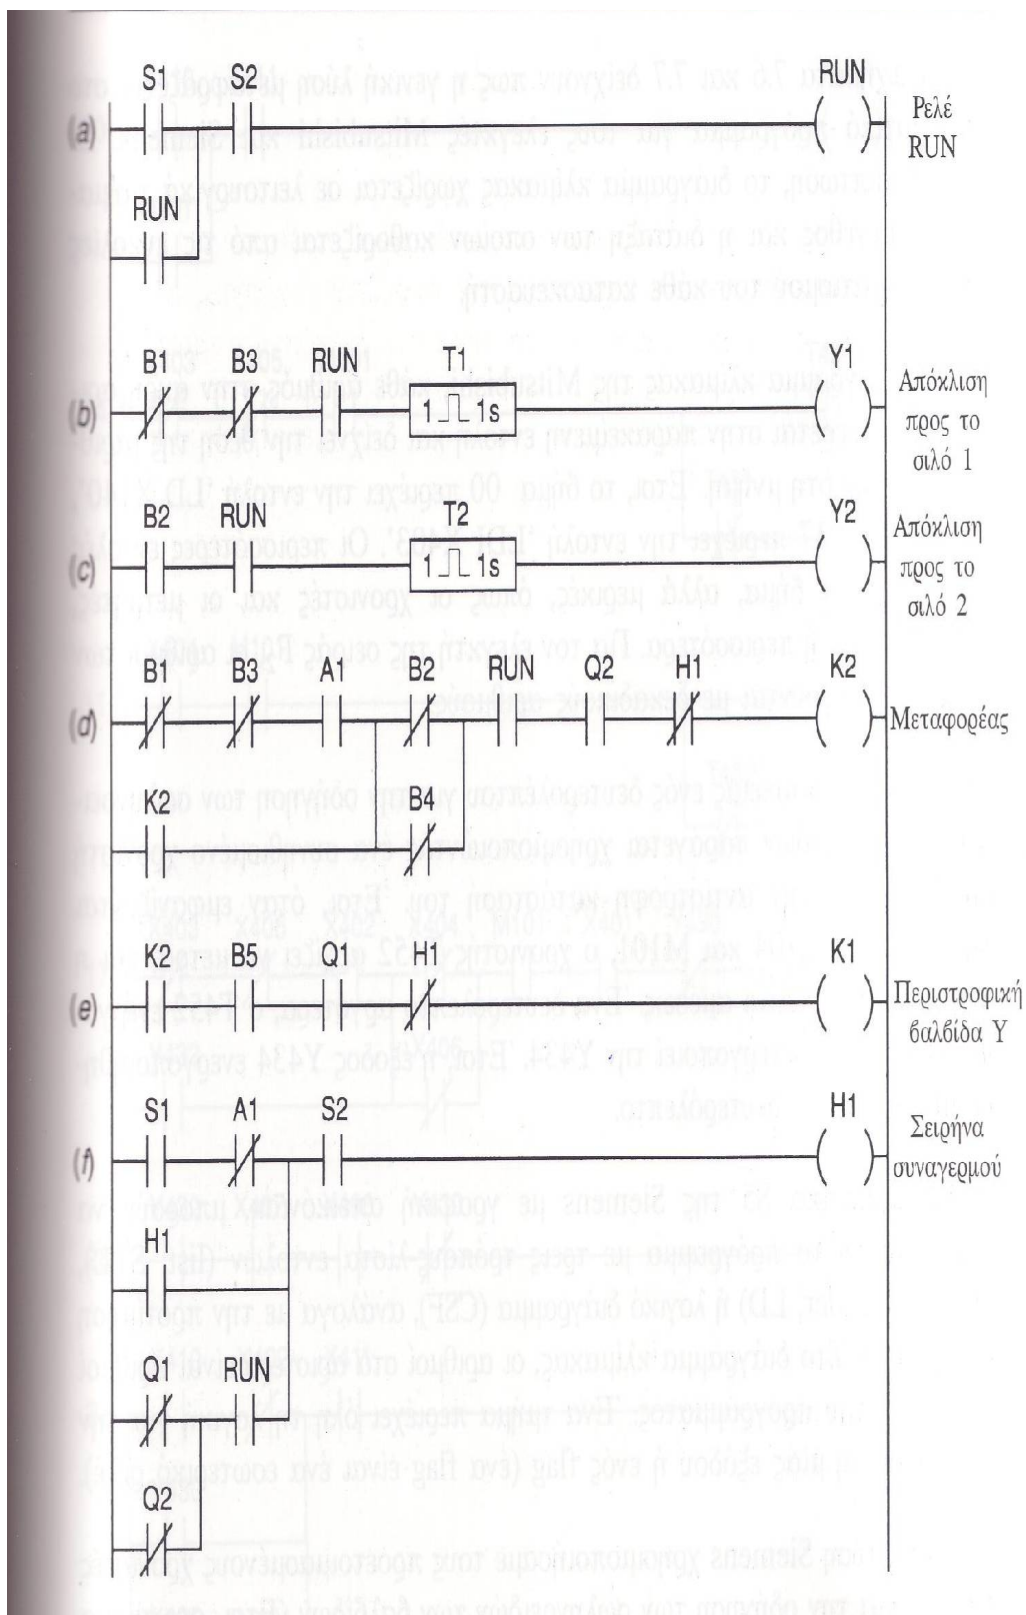 S1 S2 RUN
(a)
Ρελέ
RUN
RUN
B1 B3 RUN T1 Y1
(b) 1 1s
Απόκλιση
προς το
σιλό 1
B2 RUN T2 Y2
(c) 1 1s
Απόκλιση
προς το
σιλό 2
B1 B3 A1 B2 RUN Q2 H1 K2
(d)
Μεταφορέας
K2 B4
K2 B5 Q1 H1 K1
(e)
Περιστροφική
βαλβίδα Υ
S1 A1 S2 H1
(f)
Σειρήνα
συναγερμού
H1
Q1 RUN
Q2